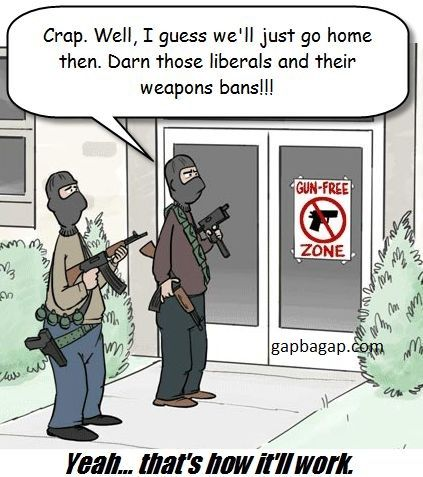 Crap. Well, I guess we'll just go home
then. Darn those liberals and their
weapons bans!!!
GUN-FREE
ZONE
gapbagap.com
Yeah... that's how it'll work.